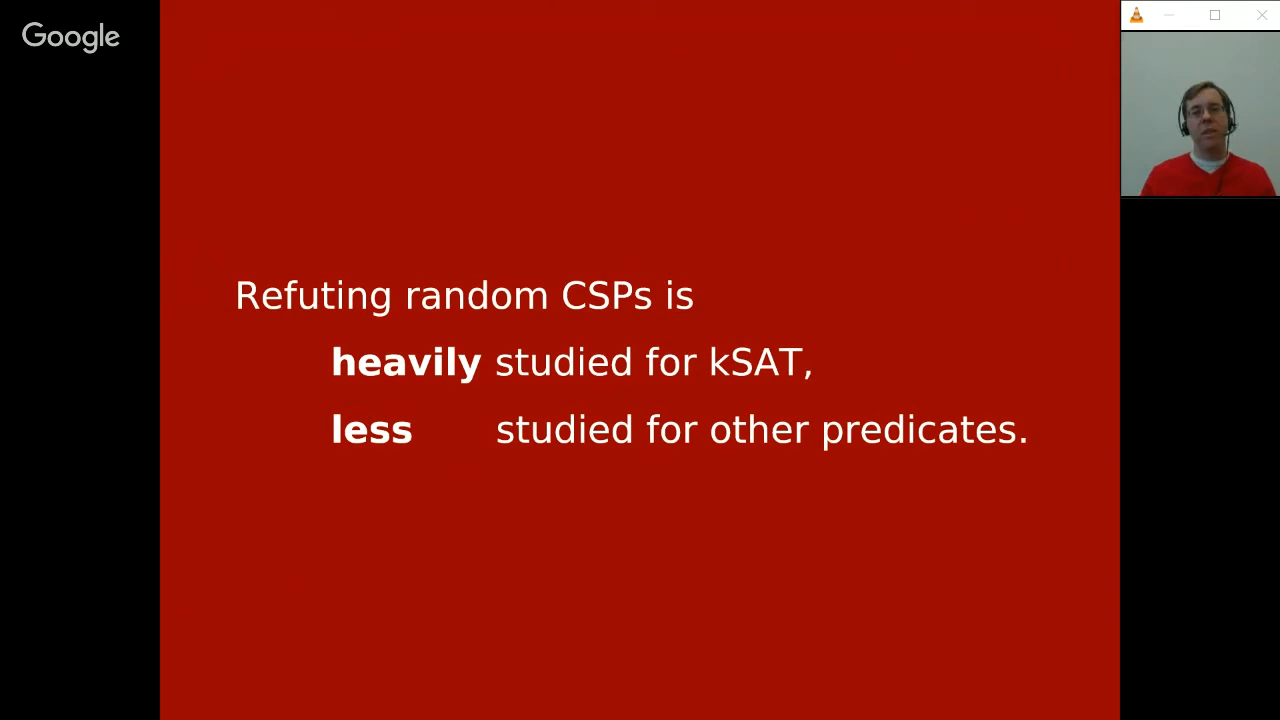 Google
Refuting random CSPs is
heavily studied for kSAT,
less studied for other predicates.